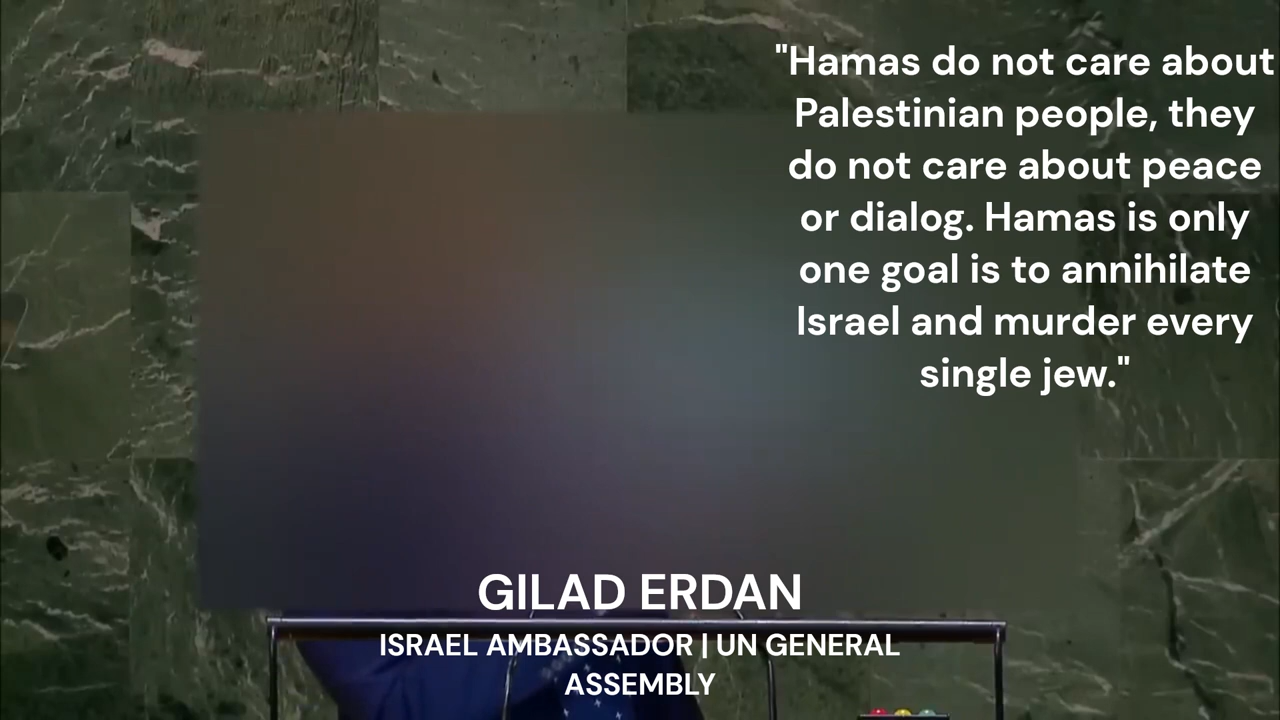 "Hamas do not care about
Palestinian people, they
do not care about peace
or dialog. Hamas is only
one goal is to annihilate
Israel and murder every
single jew."
GILAD ERDAN
ISRAEL AMBASSADOR | UN GENERAL
ASSEMBLY